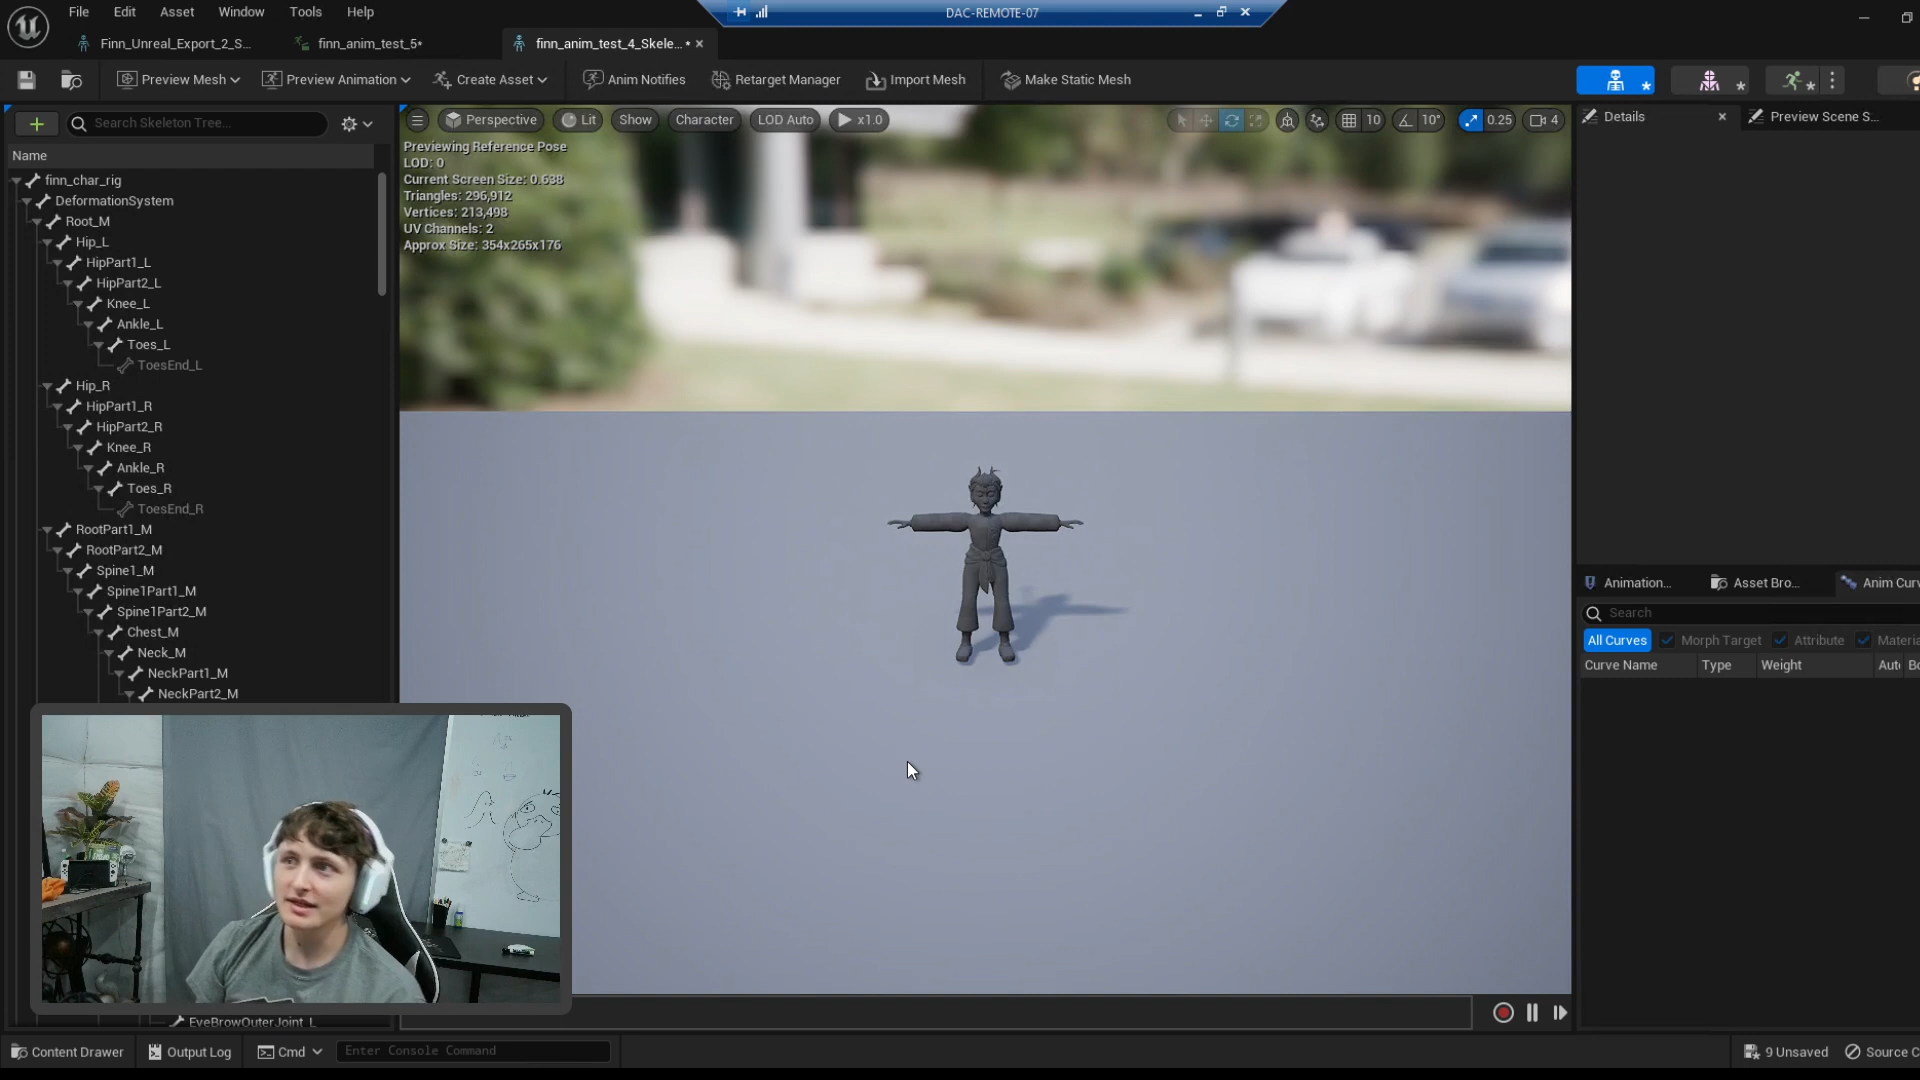 File Edit Asset Window Tools Help
DAC-REMOTE-07
Finn_Unreal_Export_2_S... finn_anim_test_5* finn_anim_test_4_Skele... *
Preview Mesh Preview Animation Create Asset Anim Notifies Retarget Manager Import Mesh Make Static Mesh
Search Skeleton Tree...
Perspective Lit Show Character LOD Auto x1.0 10 10° 0.25 4
Details Preview Scene S...
Name
Previewing Reference Pose
LOD: 0
Current Screen Size: 0.638
Triangles: 296,912
Vertices: 213,498
UV Channels: 2
Approx Size: 354x265x176
finn_char_rig
DeformationSystem
Root_M
Hip_L
HipPart1_L
HipPart2_L
Knee_L
Ankle_L
Toes_L
ToesEnd_L
Hip_R
HipPart1_R
HipPart2_R
Knee_R
Ankle_R
Toes_R
ToesEnd_R
RootPart1_M
RootPart2_M
Spine1_M
Spine1Part1_M
Spine1Part2_M
Chest_M
Neck_M
NeckPart1_M
NeckPart2_M
EyeBrowOuterJoint_L
Animation... Asset Bro... Anim Curv
Search
All Curves Morph Target Attribute Materia
Curve Name Type Weight Aut Bo
Content Drawer Output Log Cmd Enter Console Command
9 Unsaved Source C